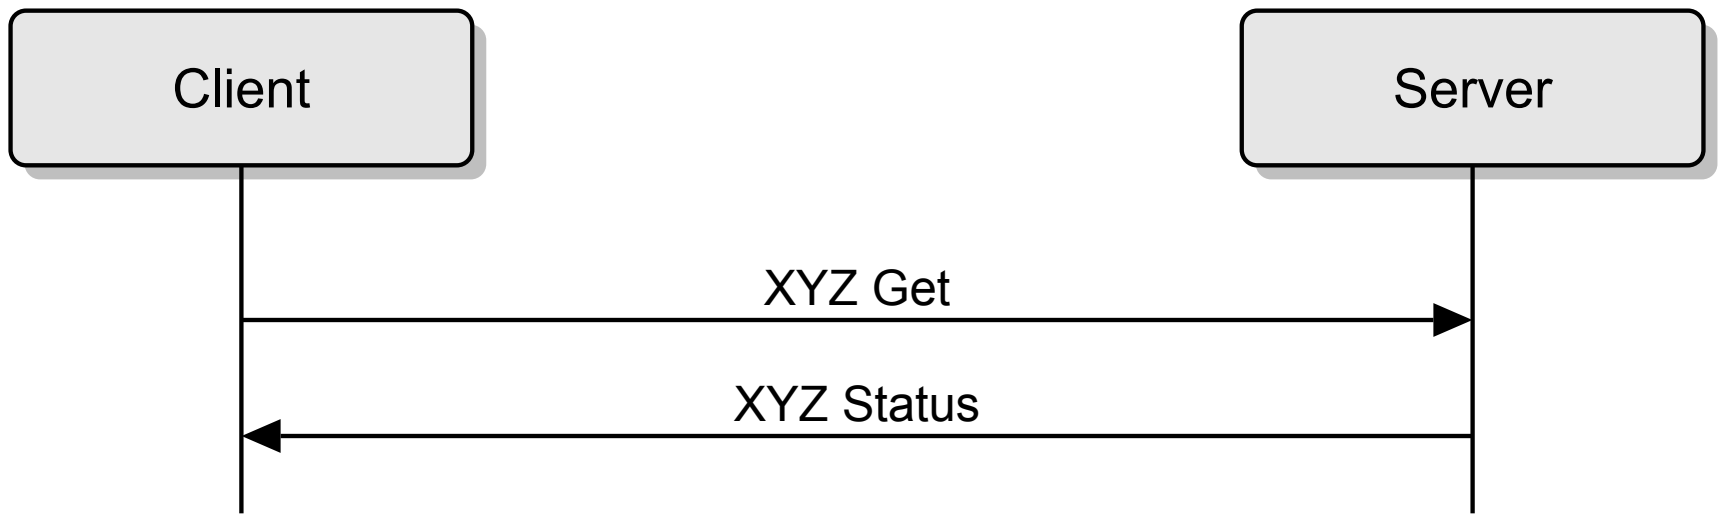 Client
Server
XYZ Get
XYZ Status